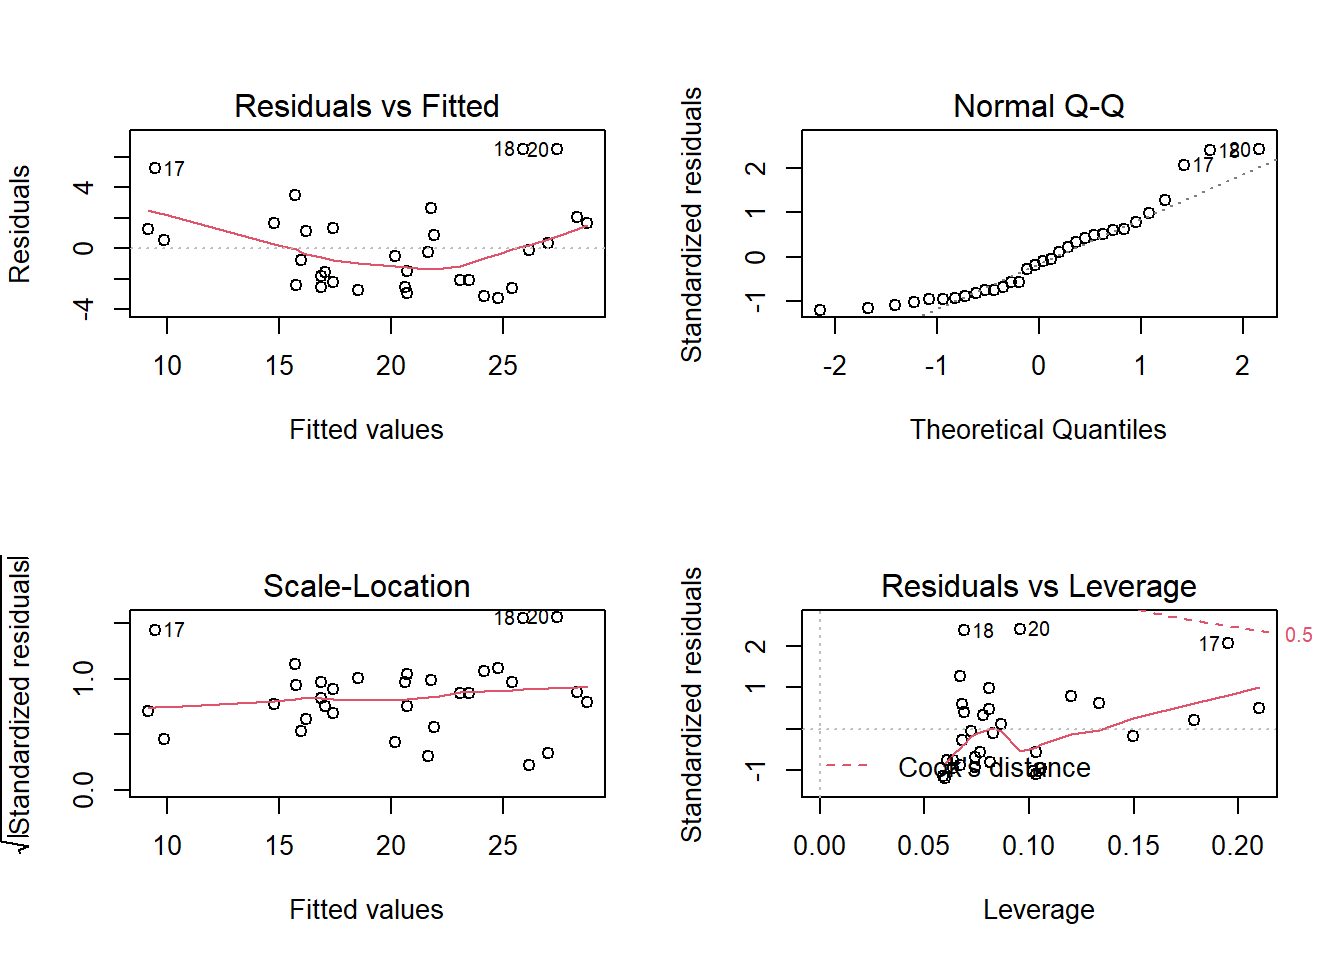 Residuals vs Fitted
Residuals
4
0
-4
17
18
20
10 15 20 25
Fitted values
Normal Q-Q
Standardized residuals
2
1
0
-1
17
18
20
-2 -1 0 1 2
Theoretical Quantiles
Scale-Location
√|Standardized residuals|
1.0
0.0
17
18
20
10 15 20 25
Fitted values
Residuals vs Leverage
Standardized residuals
2
1
-1
18
20
17
0.5
Cook's distance
0.00 0.05 0.10 0.15 0.20
Leverage